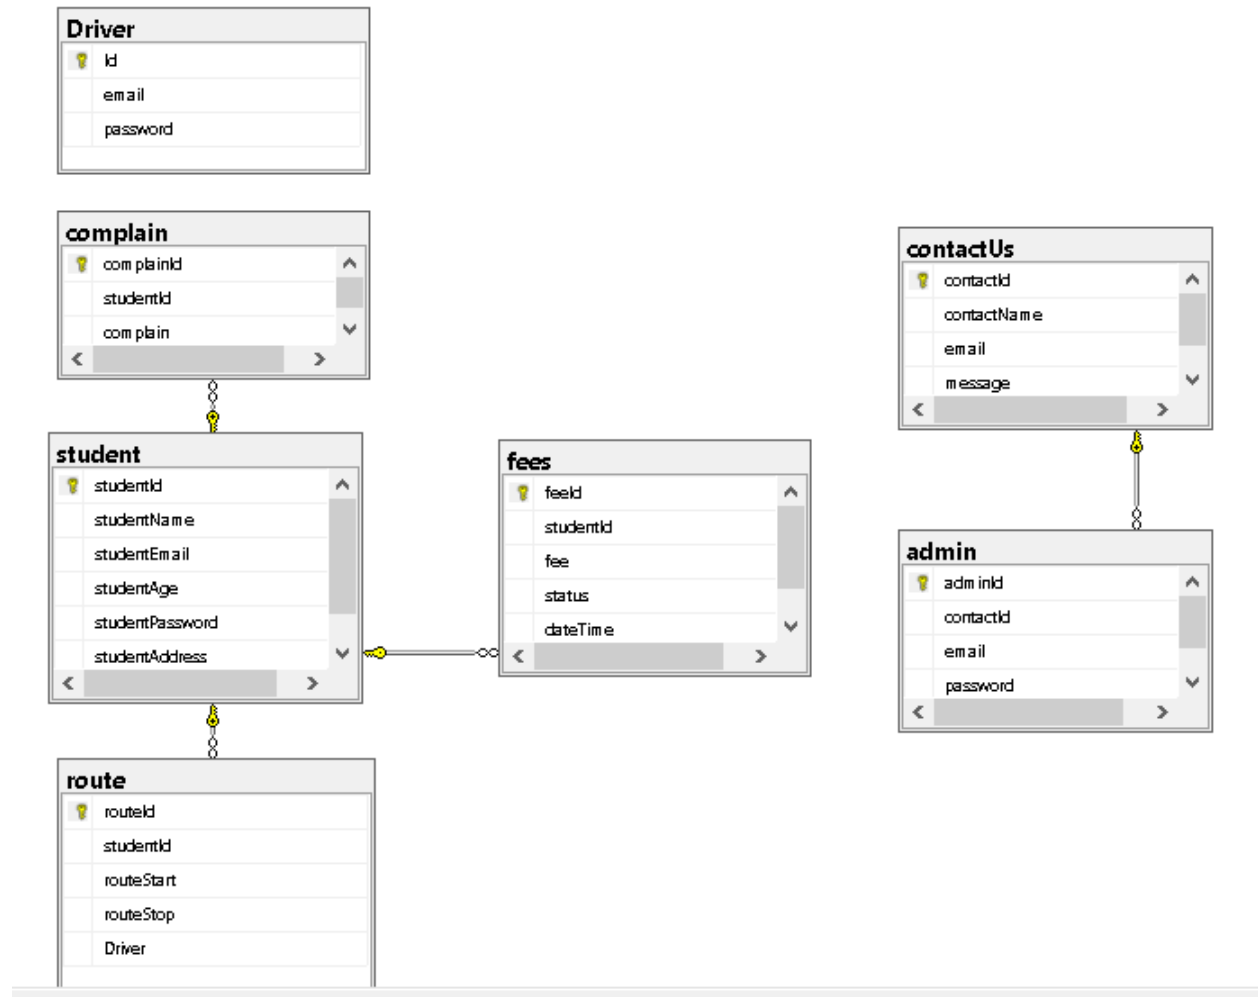 Driver
Id
email
password
complain
complainId
studentId
complain
student
studentId
studentName
studentEmail
studentAge
studentPassword
studentAddress
route
routeId
studentId
routeStart
routeStop
Driver
fees
feeId
studentId
fee
status
dateTime
contactUs
contactId
contactName
email
message
admin
adminId
contactId
email
password